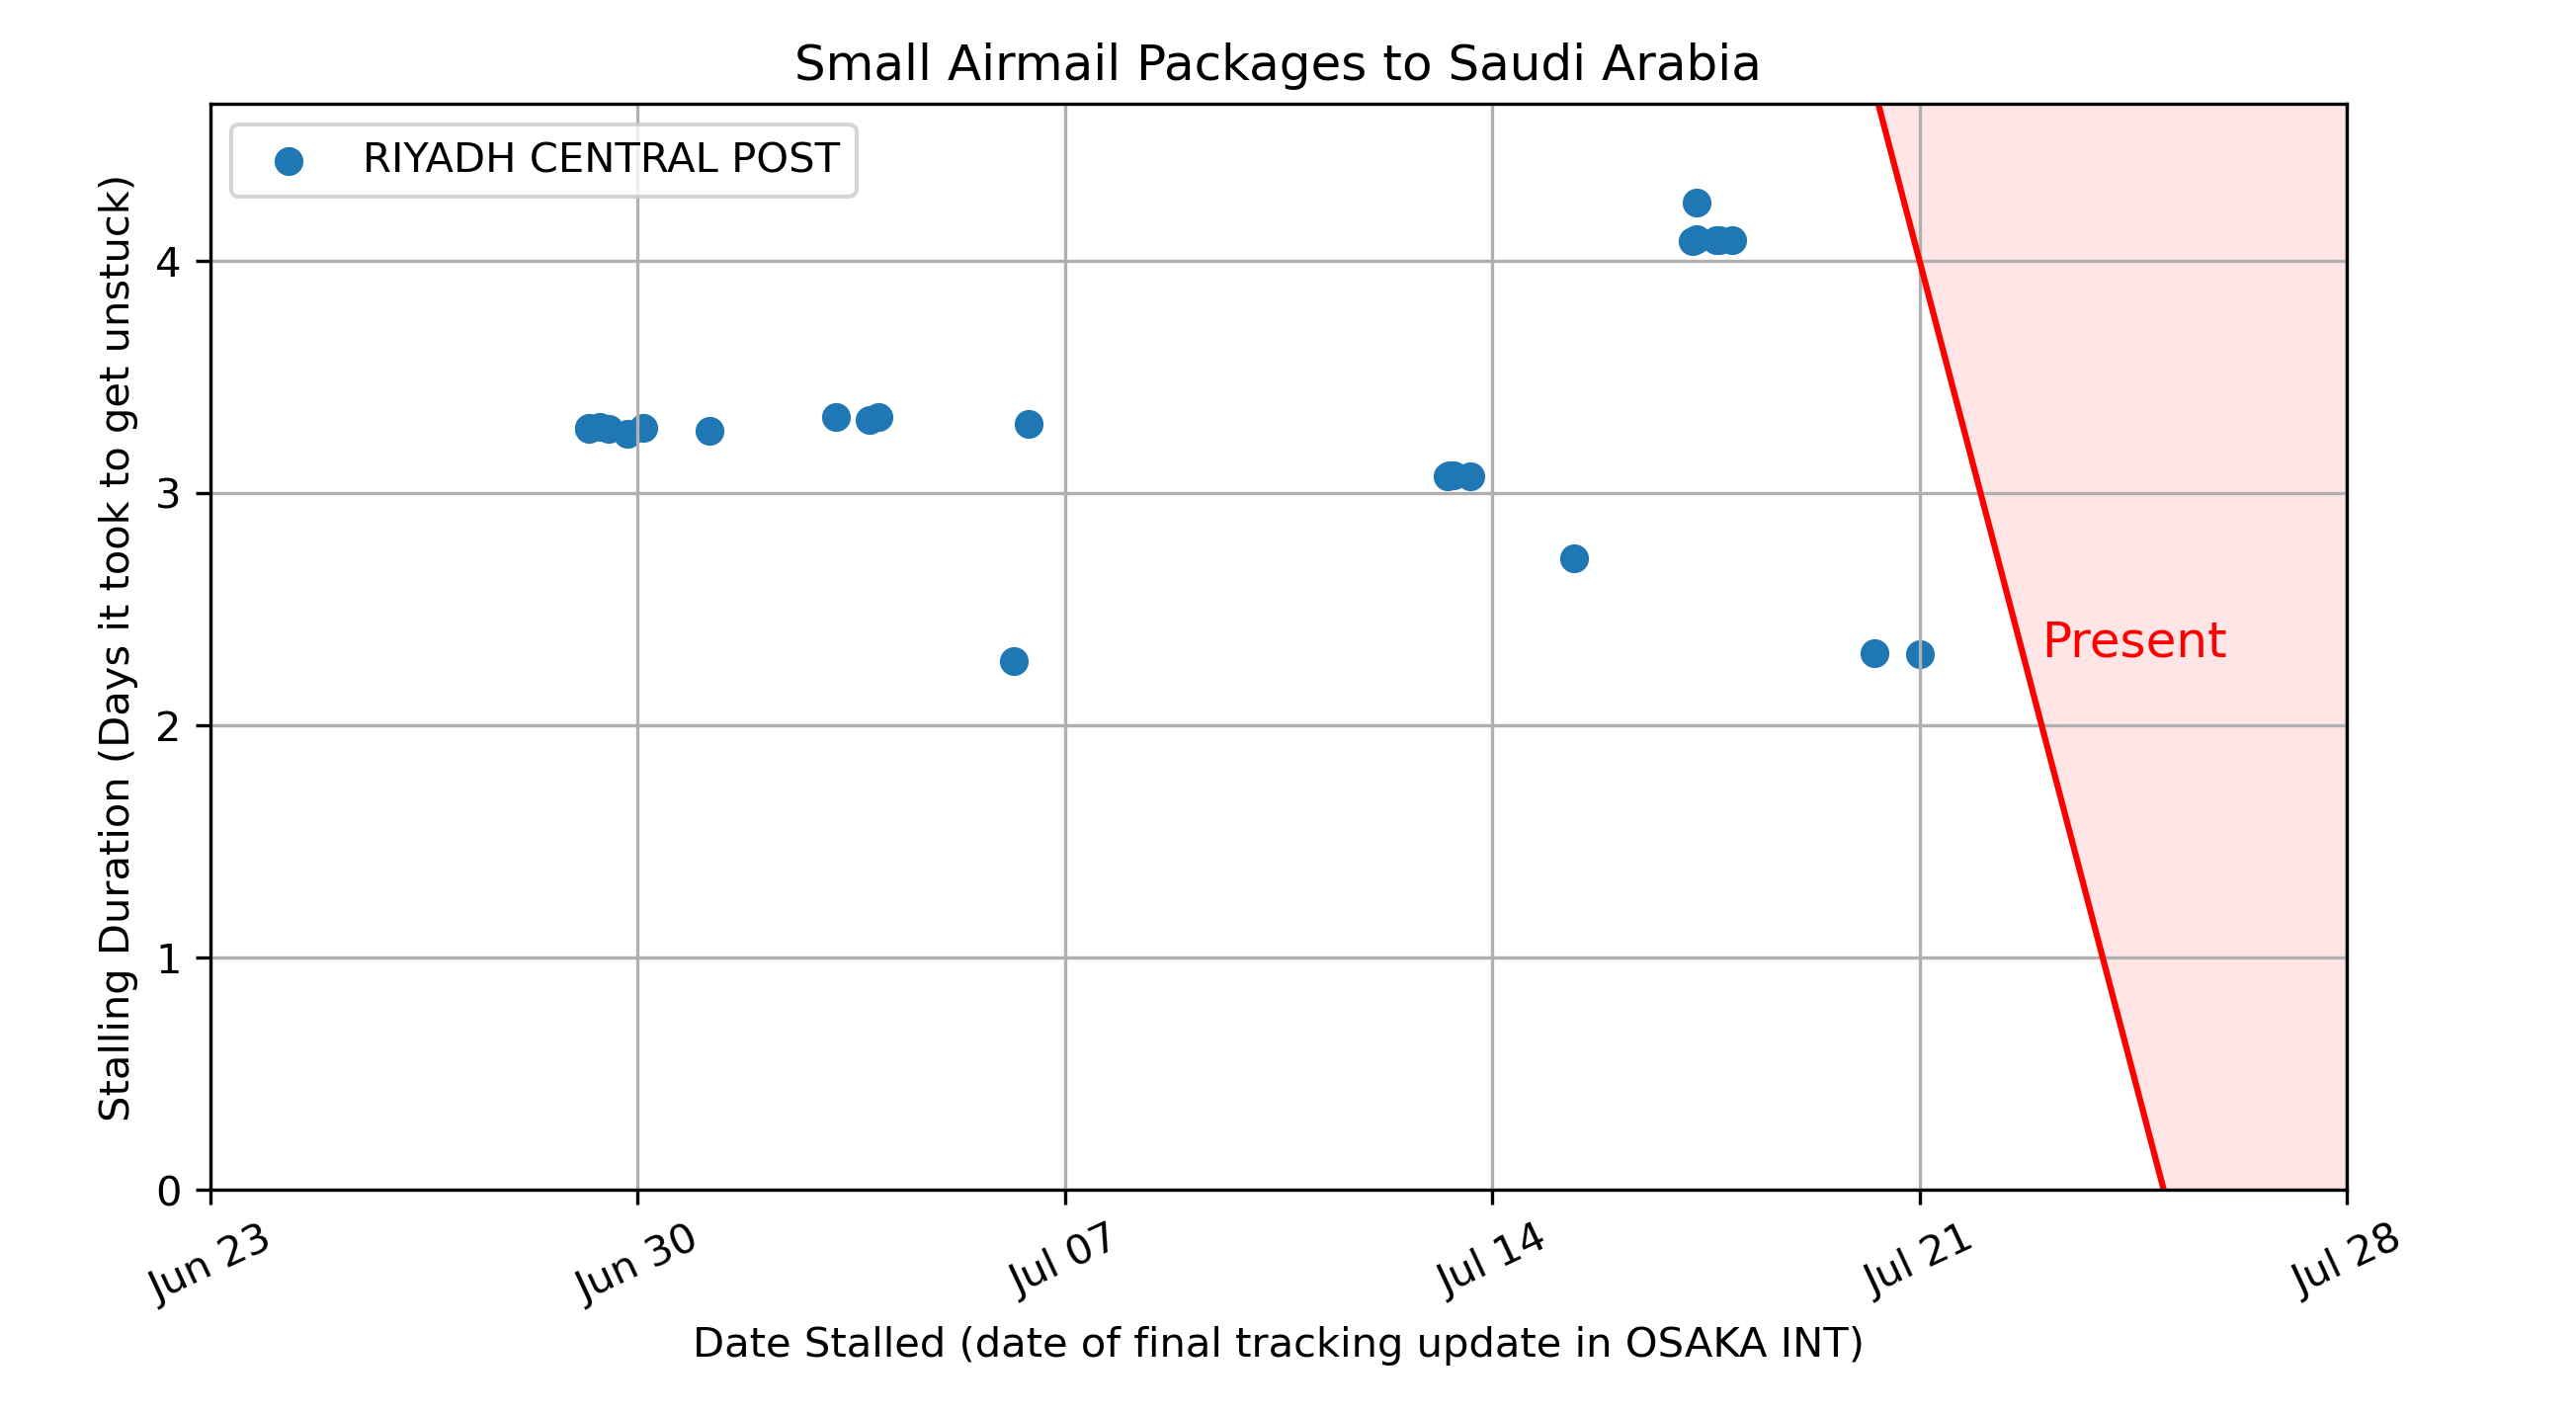 Small Airmail Packages to Saudi Arabia
RIYADH CENTRAL POST
Stalling Duration (Days it took to get unstuck)
4
3
2
1
0
Present
Jun 23
Jun 30
Jul 07
Jul 14
Jul 21
Jul 28
Date Stalled (date of final tracking update in OSAKA INT)